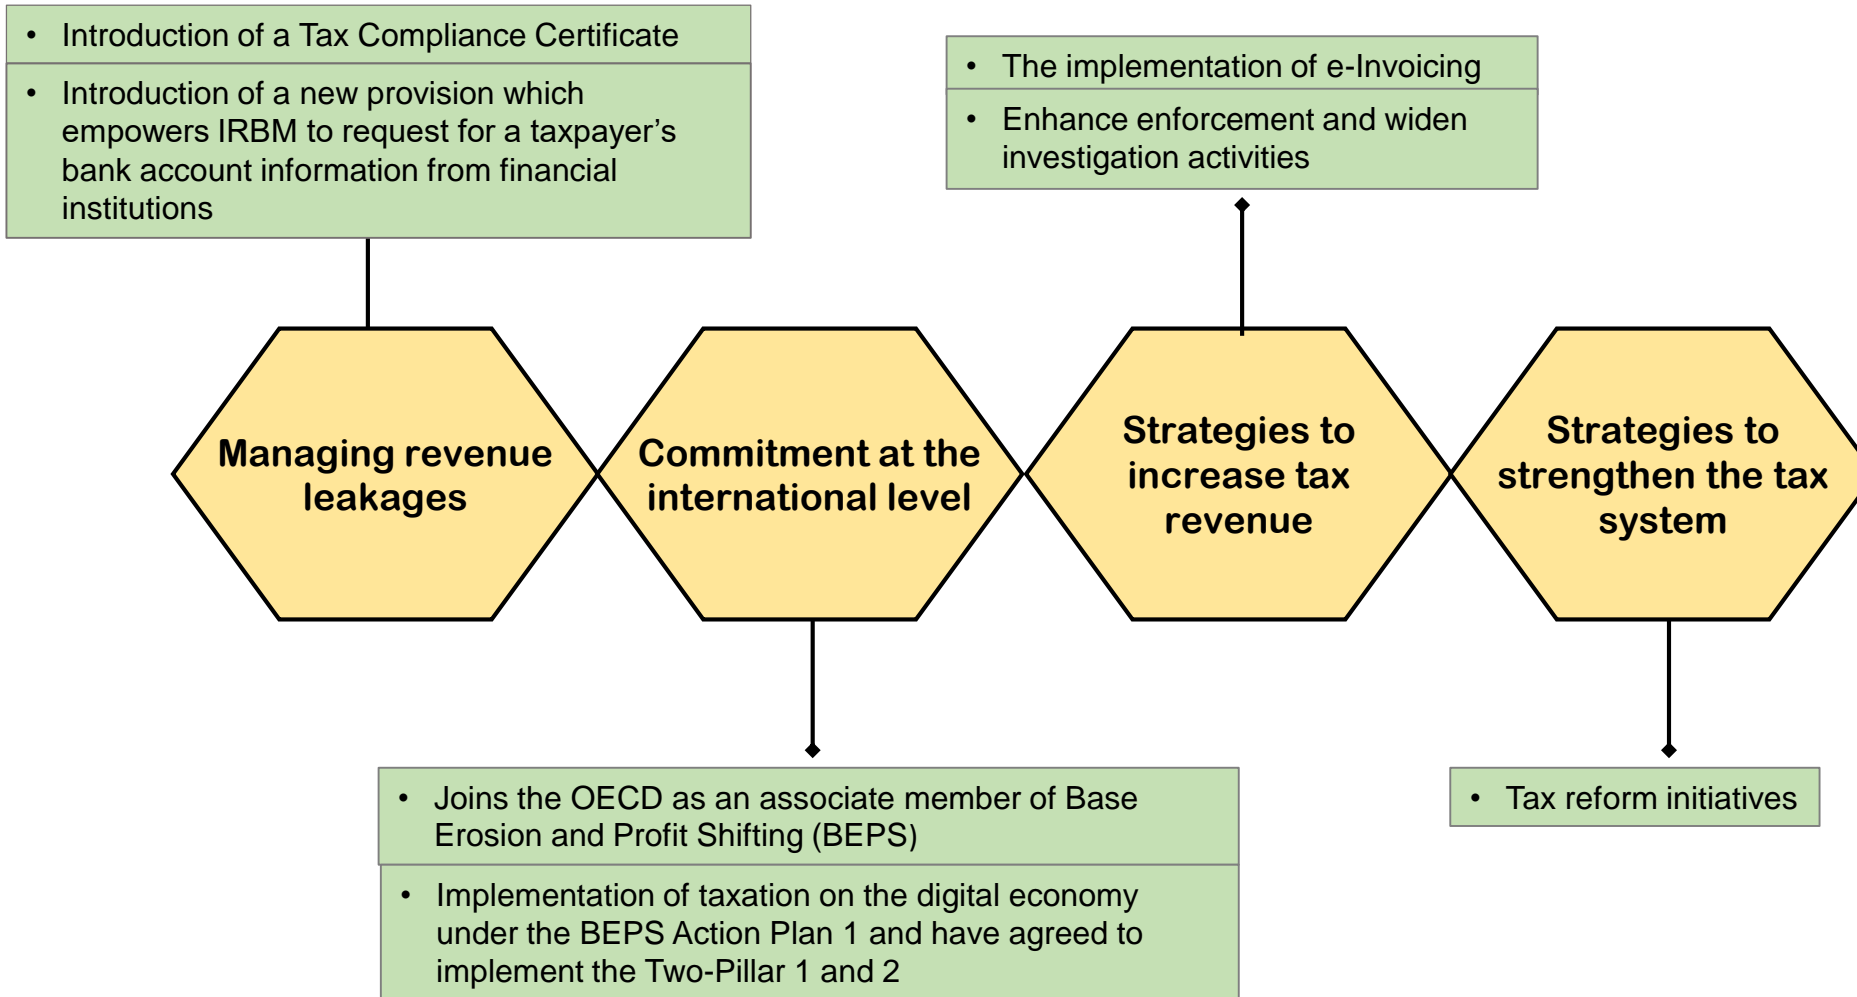 • Introduction of a Tax Compliance Certificate
• Introduction of a new provision which
empowers IRBM to request for a taxpayer’s
bank account information from financial
institutions
• The implementation of e-Invoicing
• Enhance enforcement and widen
investigation activities
Managing revenue
leakages
Commitment at the
international level
Strategies to
increase tax
revenue
Strategies to
strengthen the tax
system
• Joins the OECD as an associate member of Base
Erosion and Profit Shifting (BEPS)
• Implementation of taxation on the digital economy
under the BEPS Action Plan 1 and have agreed to
implement the Two-Pillar 1 and 2
• Tax reform initiatives